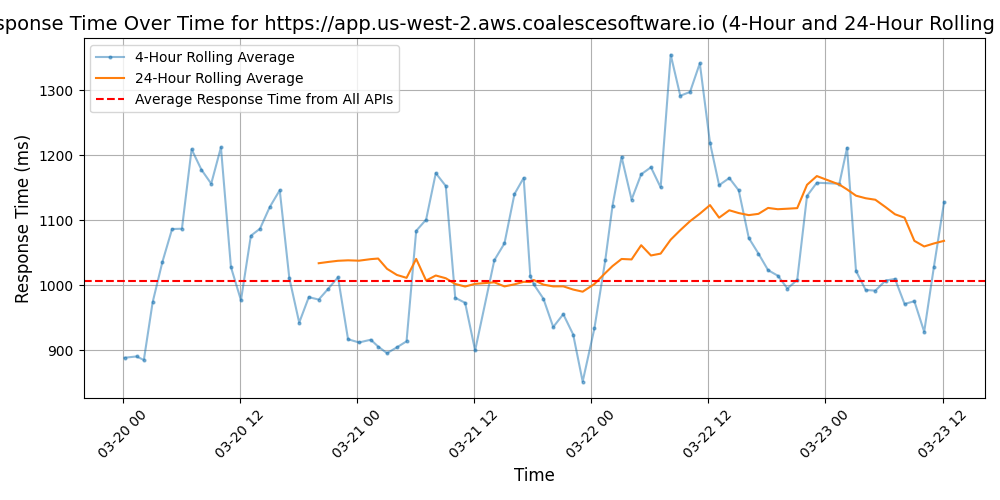 sponse Time Over Time for https://app.us-west-2.aws.coalescesoftware.io (4-Hour and 24-Hour Rolling
4-Hour Rolling Average
24-Hour Rolling Average
Average Response Time from All APIs
Response Time (ms)
1300
1200
1100
1000
900
03-20 00
03-20 12
03-21 00
03-21 12
03-22 00
03-22 12
03-23 00
03-23 12
Time